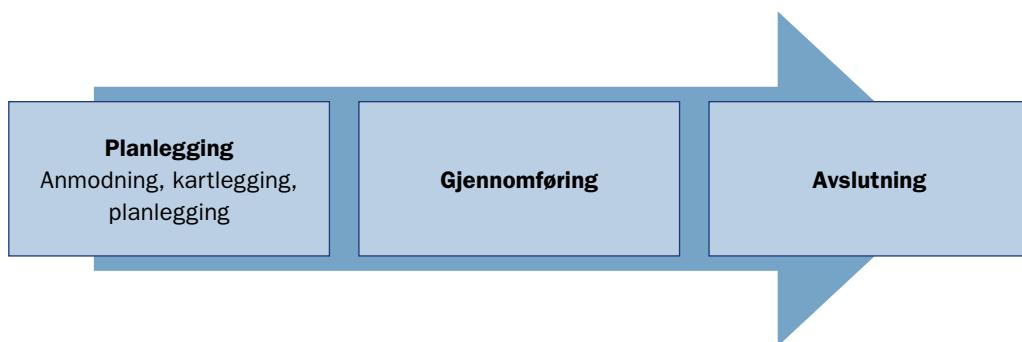 Planlegging
Anmodning, kartlegging,
planlegging
Gjennomføring
Avslutning